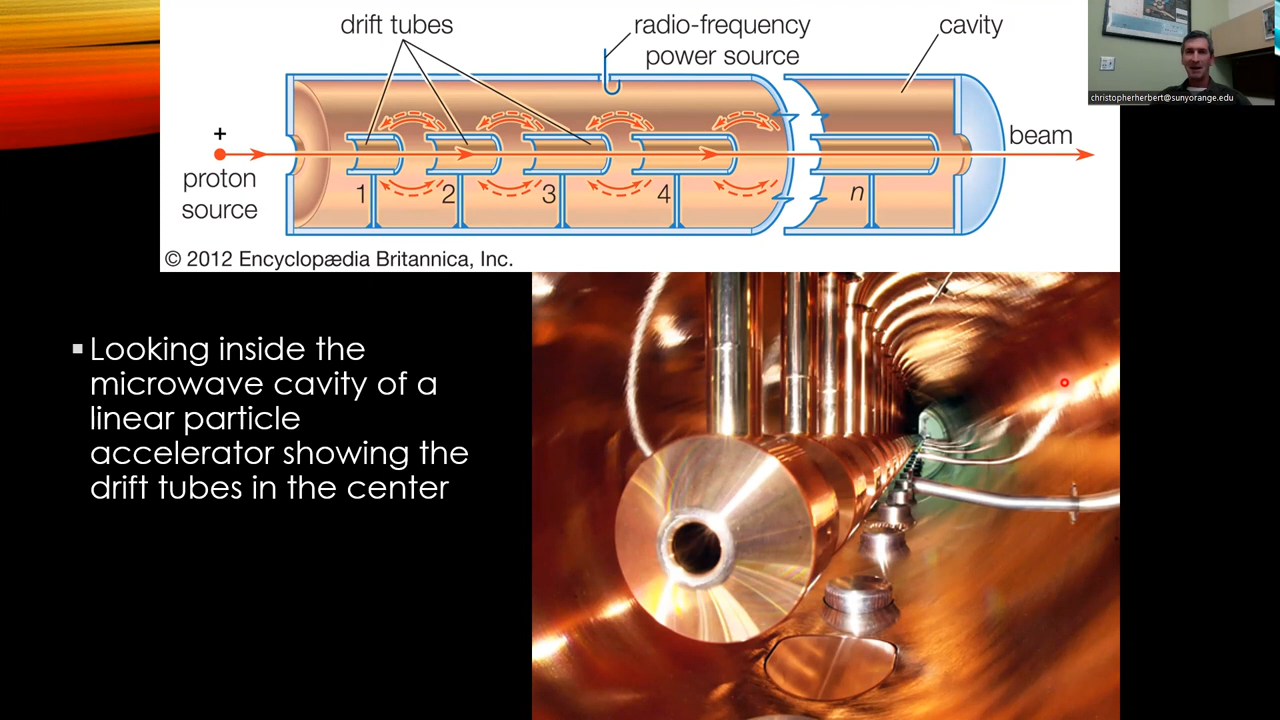 drift tubes
radio-frequency
power source
cavity
christopherherbert@sunyorange.edu
+
proton
source
beam
1
2
3
4
n
© 2012 Encyclopædia Britannica, Inc.
▪ Looking inside the
microwave cavity of a
linear particle
accelerator showing the
drift tubes in the center